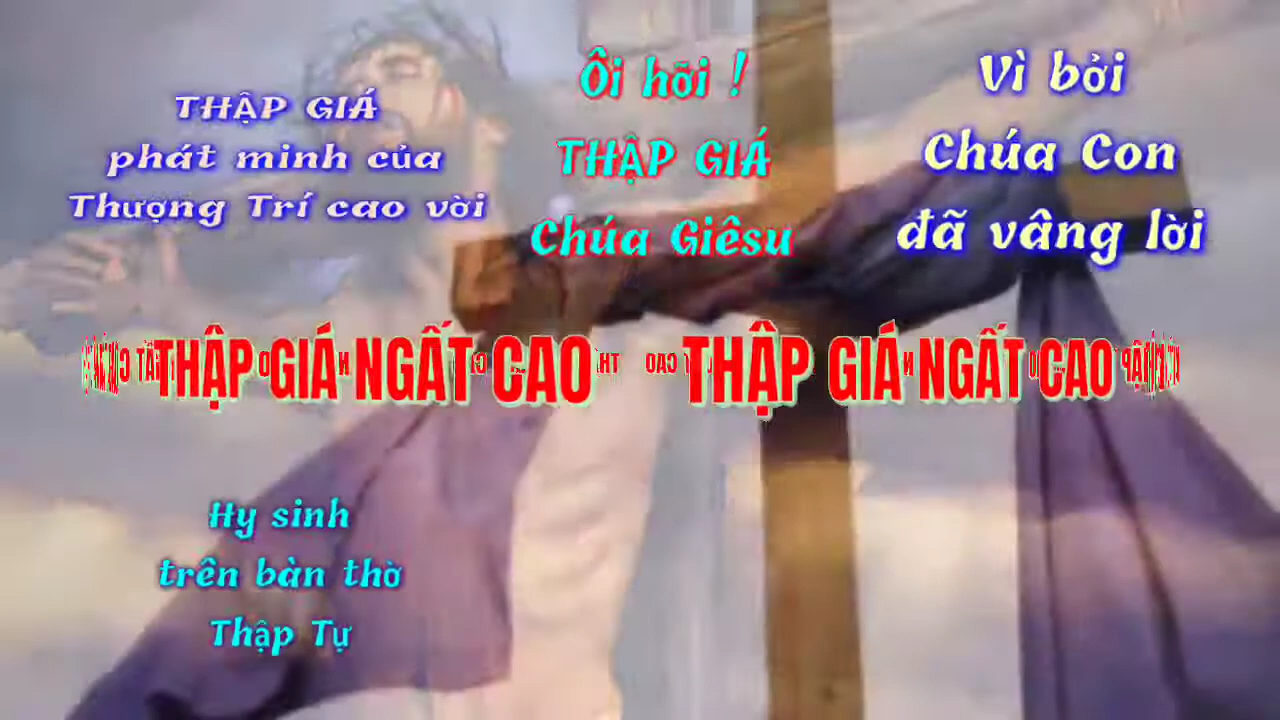 THẬP GIÁ
phát minh của
Thượng Trí cao vời
Ôi hỡi !
THẬP GIÁ
Chúa Giêsu
Vì bởi
Chúa Con
đã vâng lời
THẬP GIÁ NGẤT CAO
THẬP GIÁ NGẤT CAO
Hy sinh
trên bàn thờ
Thập Tự